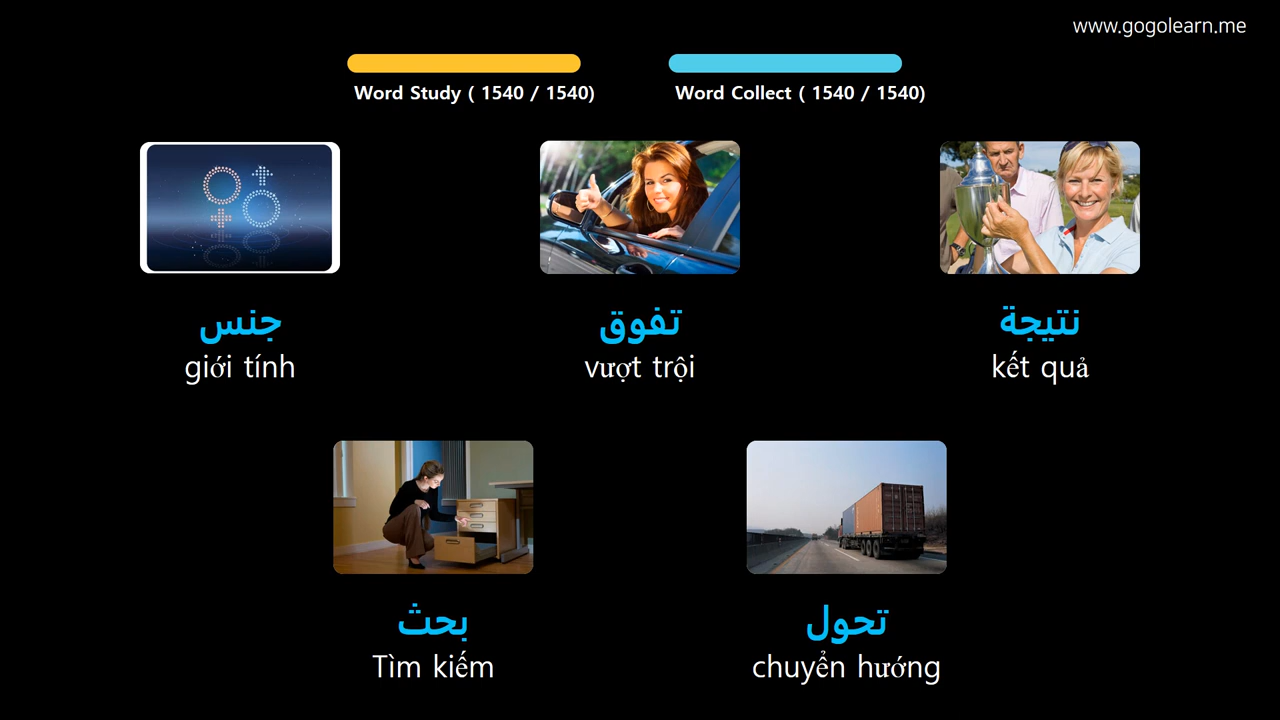 www.gogolearn.me
Word Study ( 1540 / 1540)
Word Collect ( 1540 / 1540)
جنس
giới tính
تفوق
vượt trội
نتيجة
kết quả
بحث
Tìm kiếm
تحول
chuyển hướng